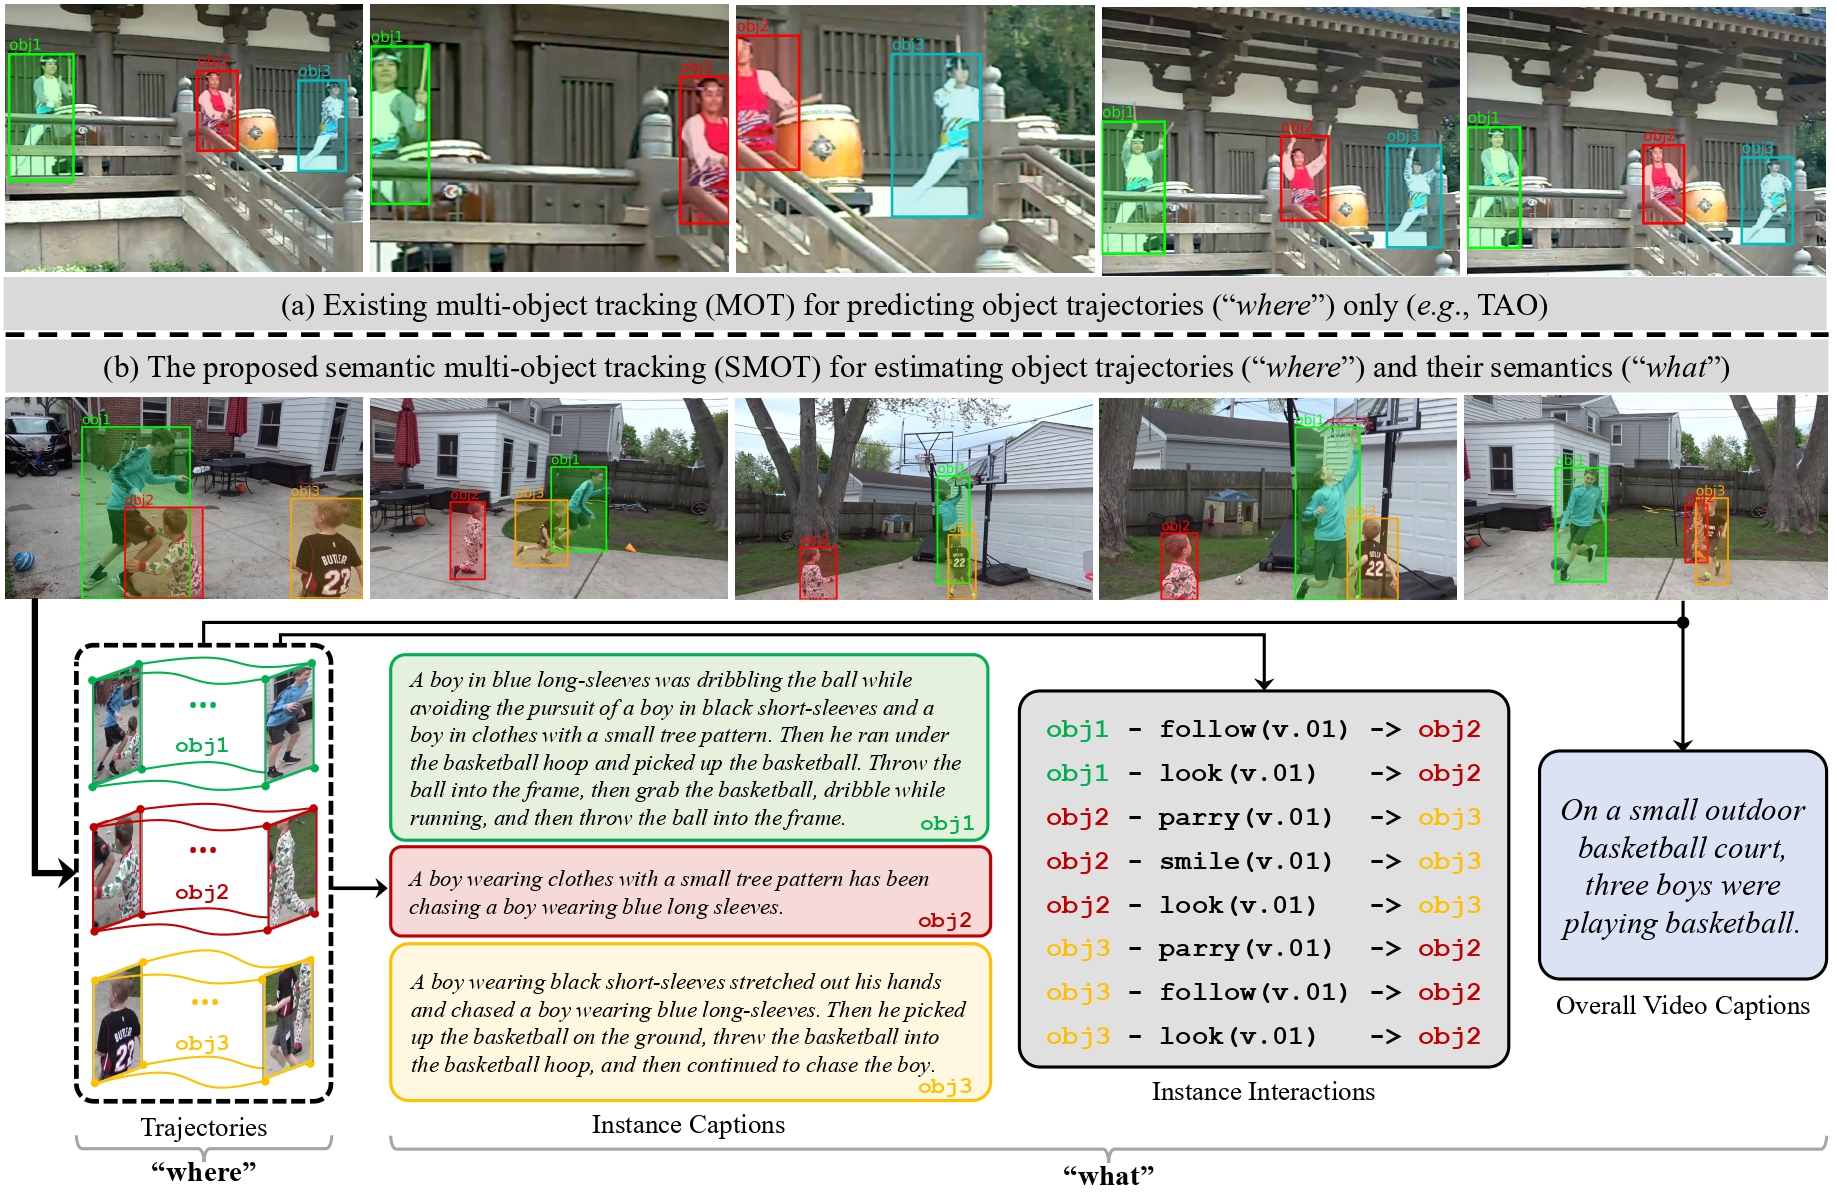 obj1
obj2
obj3
obj1
obj2
obj2
obj3
obj1
obj2
obj3
obj1
obj2
obj3
(a) Existing multi-object tracking (MOT) for predicting object trajectories (“where”) only (e.g., TAO)
(b) The proposed semantic multi-object tracking (SMOT) for estimating object trajectories (“where”) and their semantics (“what”)
obj1
obj2
obj3
BUTLER
22
obj1
obj2
obj3
obj1
obj2
obj3
22
obj1
obj2
obj3
BUTLER
22
obj1
obj2
obj3
...
obj1
...
obj2
BUTLER
22
...
obj3
Trajectories
“where”
A boy in blue long-sleeves was dribbling the ball while
avoiding the pursuit of a boy in black short-sleeves and a
boy in clothes with a small tree pattern. Then he ran under
the basketball hoop and picked up the basketball. Throw the
ball into the frame, then grab the basketball, dribble while
running, and then throw the ball into the frame.
obj1
A boy wearing clothes with a small tree pattern has been
chasing a boy wearing blue long sleeves.
obj2
A boy wearing black short-sleeves stretched out his hands
and chased a boy wearing blue long-sleeves. Then he picked
up the basketball on the ground, threw the basketball into
the basketball hoop, and then continued to chase the boy.
obj3
Instance Captions
obj1 - follow(v.01) -> obj2
obj1 - look(v.01) -> obj2
obj2 - parry(v.01) -> obj3
obj2 - smile(v.01) -> obj3
obj2 - look(v.01) -> obj3
obj3 - parry(v.01) -> obj2
obj3 - follow(v.01) -> obj2
obj3 - look(v.01) -> obj2
Instance Interactions
On a small outdoor
basketball court,
three boys were
playing basketball.
Overall Video Captions
“what”